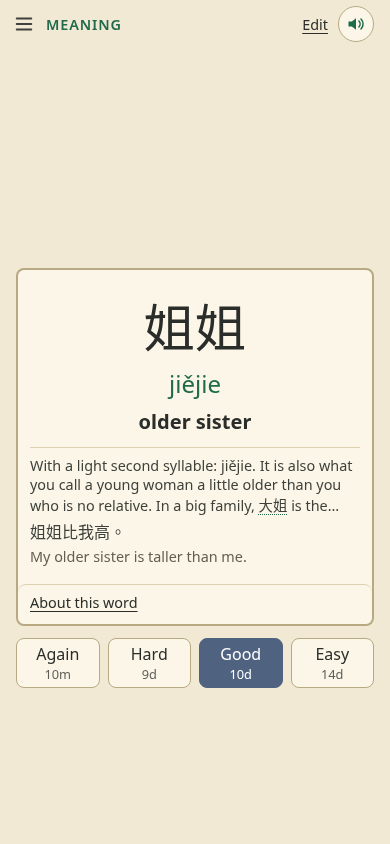 MEANING
Edit
姐姐
jiějie
older sister
With a light second syllable: jiějie. It is also what
you call a young woman a little older than you
who is no relative. In a big family, 大姐 is the…
姐姐比我高。
My older sister is taller than me.
About this word
Again
10m
Hard
9d
Good
10d
Easy
14d